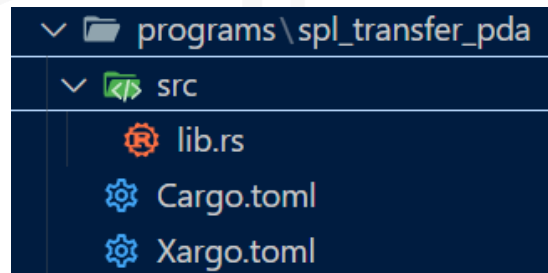 programs\spl_transfer_pda
src
lib.rs
Cargo.toml
Xargo.toml